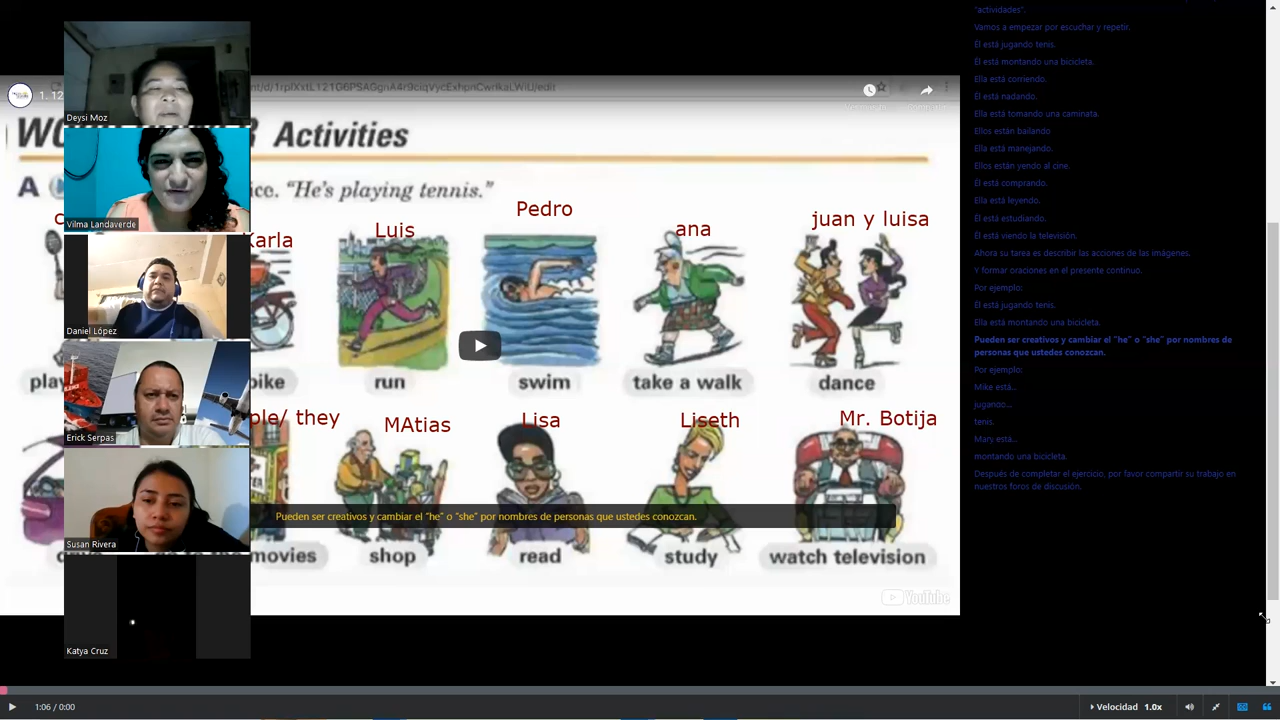 Deysi Moz
Vilma Landaverde
Daniel López
Erick Serpas
Susan Rivera
Katya Cruz
1. 12
Activities
"He's playing tennis."
Karla
Luis
Pedro
ana
juan y luisa
bike
run
swim
take a walk
dance
they
MAtias
Lisa
Liseth
Mr. Botija
Pueden ser creativos y cambiar el "he" o "she" por nombres de personas que ustedes conozcan.
movies
shop
read
study
watch television
YouTube
"actividades".
Vamos a empezar por escuchar y repetir.
Él está jugando tenis.
Él está montando una bicicleta.
Ella está corriendo.
Él está nadando.
Ella está tomando una caminata.
Ellos están bailando
Ella está manejando.
Ellos están yendo al cine.
Él está comprando.
Ella está leyendo.
Él está estudiando.
Él está viendo la televisión.
Ahora su tarea es describir las acciones de las imágenes.
Y formar oraciones en el presente continuo.
Por ejemplo:
Él está jugando tenis.
Ella está montando una bicicleta.
Pueden ser creativos y cambiar el "he" o "she" por nombres de
personas que ustedes conozcan.
Por ejemplo:
Mike está...
jugando...
tenis.
Mary está...
montando una bicicleta.
Después de completar el ejercicio, por favor compartir su trabajo en
nuestros foros de discusión.
1:06 / 0:00
Velocidad 1.0x